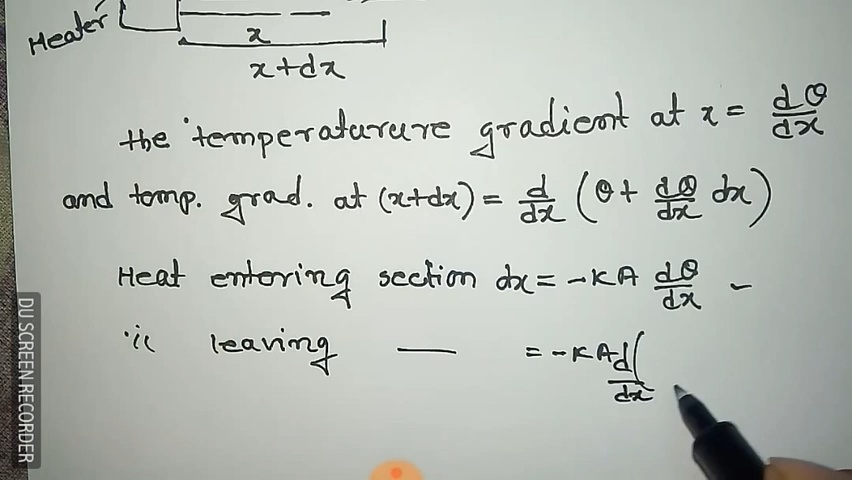 Heater
x
x+dx
the temperaturure gradient at x = dθ/dx
and temp. grad. at (x+dx) = d/dx (θ + dθ/dx dx)
Heat entering section dx = -KA dθ/dx -
leaving — = -KA d/dx (
DU SCREEN RECORDER